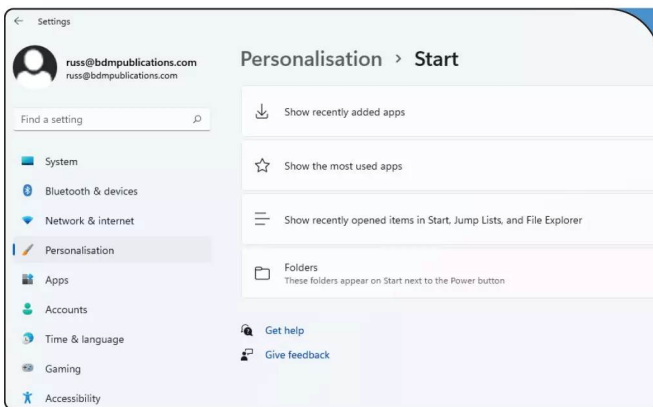 Settings
russ@bdmpublications.com
russ@bdmpublications.com
Find a setting
System
Bluetooth & devices
Network & internet
Personalisation
Apps
Accounts
Time & language
Gaming
Accessibility
Personalisation > Start
Show recently added apps
Show the most used apps
Show recently opened items in Start, Jump Lists, and File Explorer
Folders
These folders appear on Start next to the Power button
Get help
Give feedback